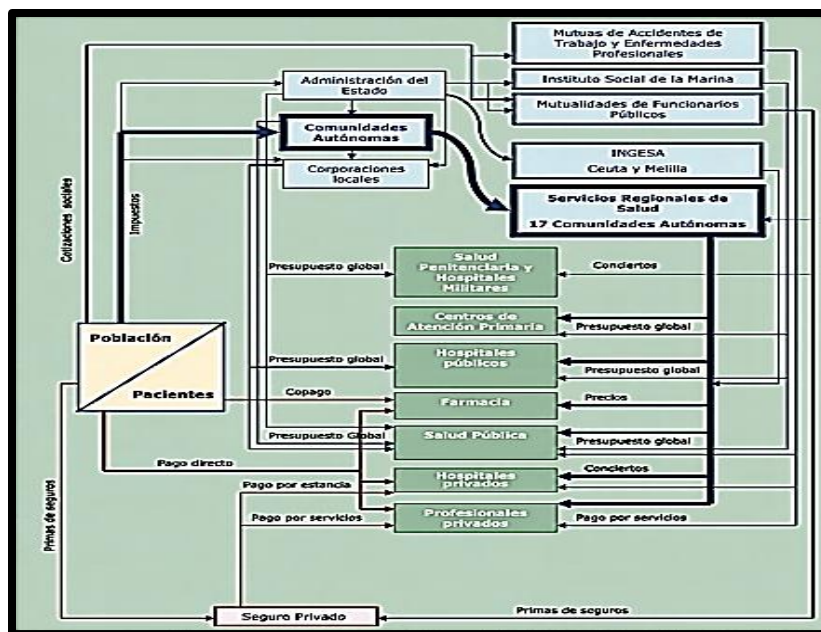 Mutuas de Accidentes de
Trabajo y Enfermedades
Profesionales
Administración del
Estado
Instituto Social de la Marina
Mutualidades de Funcionarios
Públicos
Comunidades
Autónomas
Corporaciones
locales
INGESA
Ceuta y Melilla
Servicios Regionales de
Salud
17 Comunidades Autónomas
Cotizaciones sociales
Impuestos
Salud
Penitenciaria y
Hospitales
Militares
Presupuesto global
Conciertos
Centros de
Atención Primaria
Presupuesto global
Población
Pacientes
Hospitales
públicos
Presupuesto global
Presupuesto global
Copago
Farmacia
Precios
Salud Pública
Presupuesto Global
Presupuesto global
Pago directo
Hospitales
privados
Conciertos
Pago por estancia
Profesionales
privados
Pago por servicios
Pago por servicios
Primas de seguros
Seguro Privado
Primas de seguros